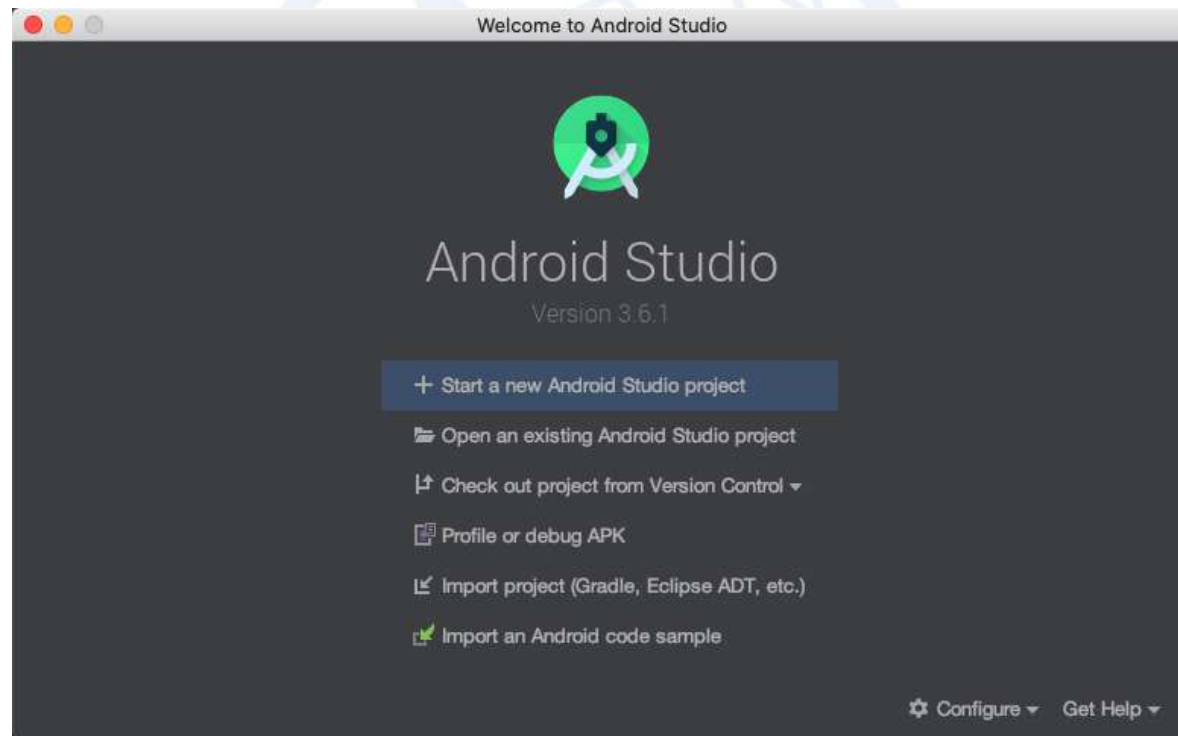 Welcome to Android Studio
Android Studio
Version 3.6.1
Start a new Android Studio project
Open an existing Android Studio project
Check out project from Version Control
Profile or debug APK
Import project (Gradle, Eclipse ADT, etc.)
Import an Android code sample
Configure Get Help